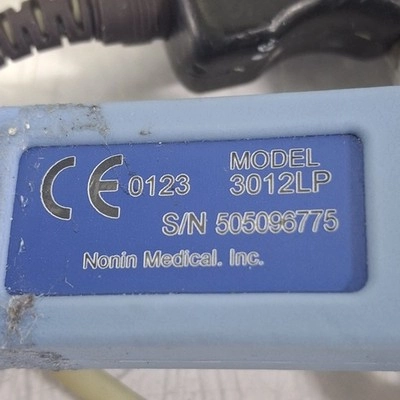 MODEL
CE 0123 3012LP
S/N 505096775
Nonin Medical. Inc.